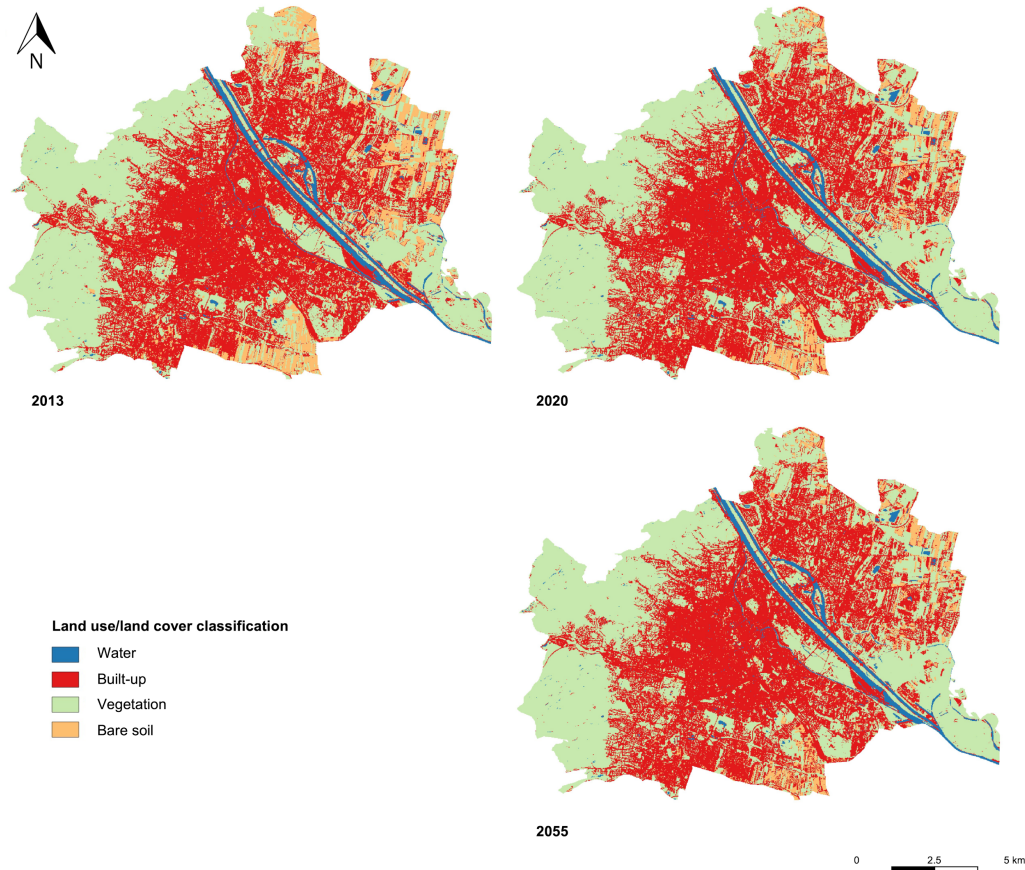 N
2013
2020
Land use/land cover classification
Water
Built-up
Vegetation
Bare soil
2055
0 2.5 5 km